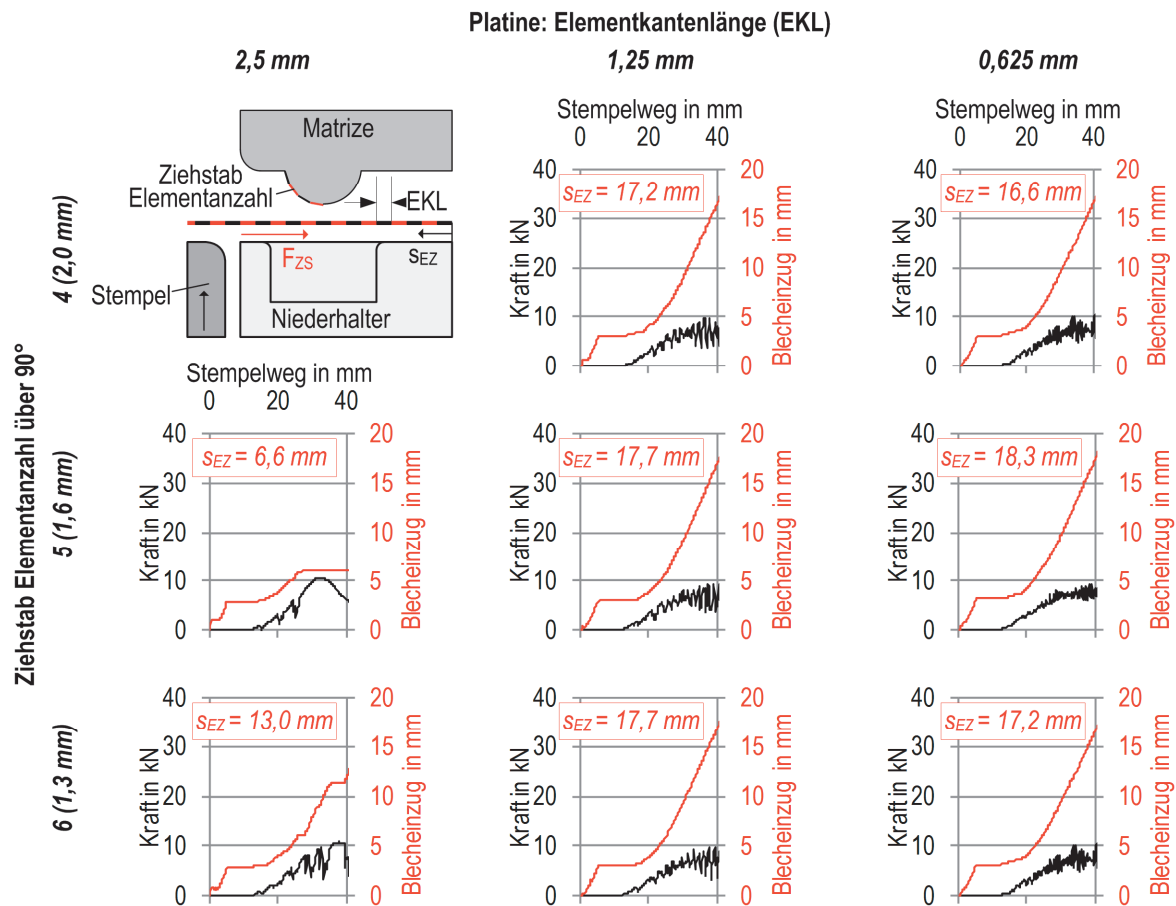 Platine: Elementkantenlänge (EKL)
2,5 mm
1,25 mm
0,625 mm
Ziehstab Elementanzahl über 90°
4 (2,0 mm)
Matrize
Ziehstab
Elementanzahl
EKL
FZS
sEZ
Stempel
Niederhalter
Stempelweg in mm
0 20 40
Kraft in kN
40
30
20
10
0
sEZ = 17,2 mm
20
15
10
5
0
Blecheinzug in mm
Stempelweg in mm
0 20 40
Kraft in kN
40
30
20
10
0
sEZ = 16,6 mm
20
15
10
5
0
Blecheinzug in mm
5 (1,6 mm)
Stempelweg in mm
0 20 40
Kraft in kN
40
30
20
10
0
sEZ = 6,6 mm
20
15
10
5
0
Blecheinzug in mm
Kraft in kN
40
30
20
10
0
sEZ = 17,7 mm
20
15
10
5
0
Blecheinzug in mm
Kraft in kN
40
30
20
10
0
sEZ = 18,3 mm
20
15
10
5
0
Blecheinzug in mm
6 (1,3 mm)
Kraft in kN
40
30
20
10
0
sEZ = 13,0 mm
20
15
10
5
0
Blecheinzug in mm
Kraft in kN
40
30
20
10
0
sEZ = 17,7 mm
20
15
10
5
0
Blecheinzug in mm
Kraft in kN
40
30
20
10
0
sEZ = 17,2 mm
20
15
10
5
0
Blecheinzug in mm